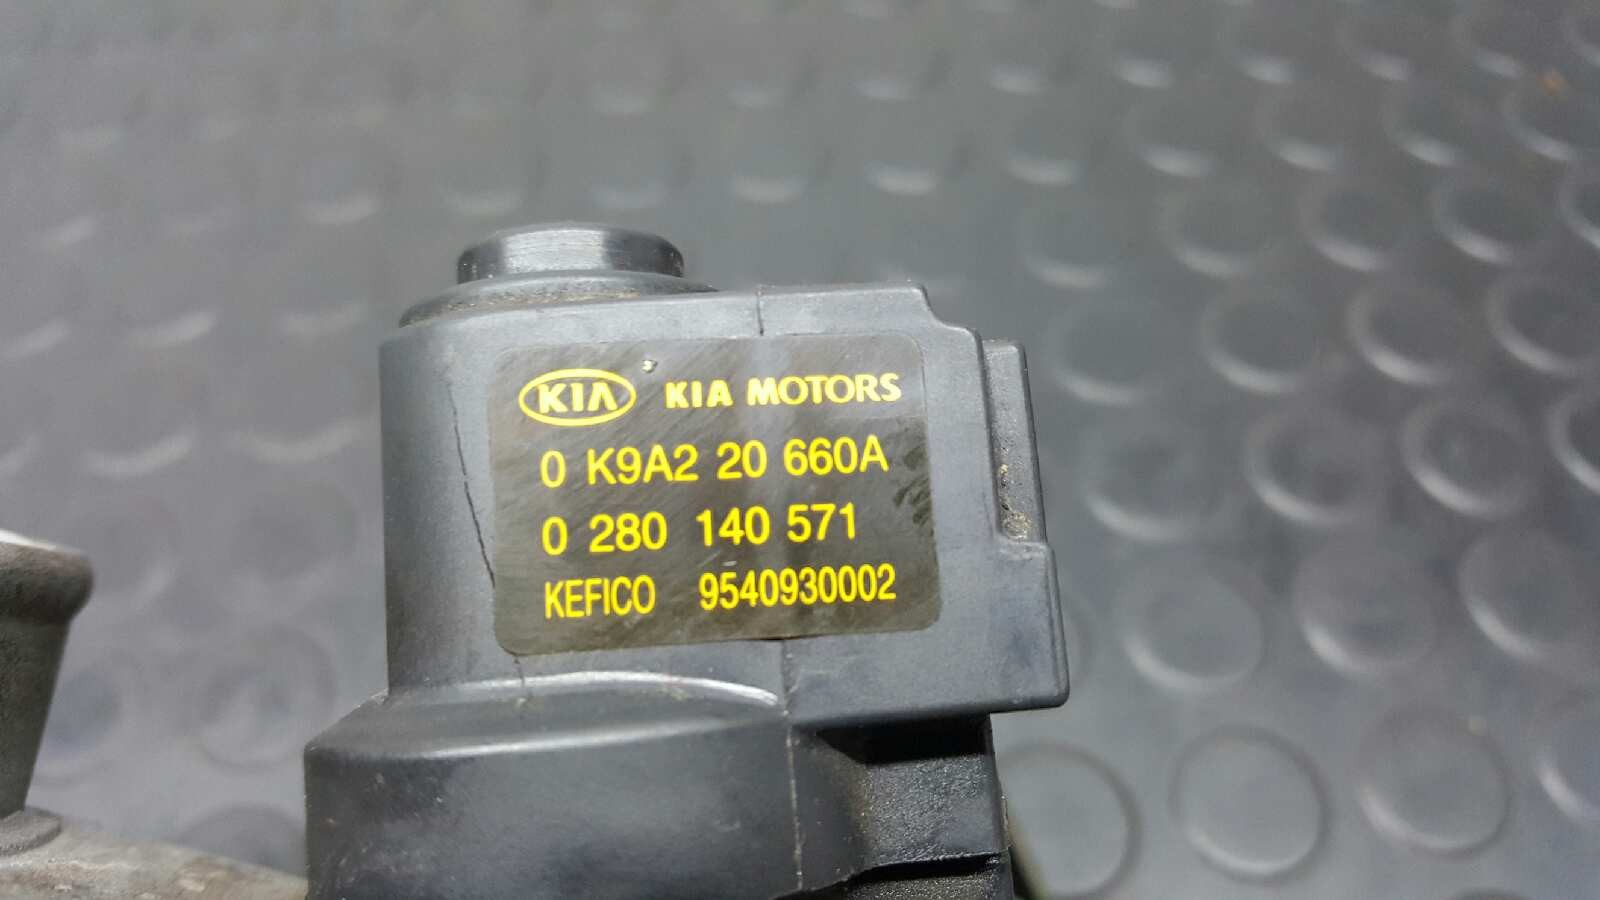 KIA KIA MOTORS
0 K9A2 20 660A
0 280 140 571
KEFICO 9540930002